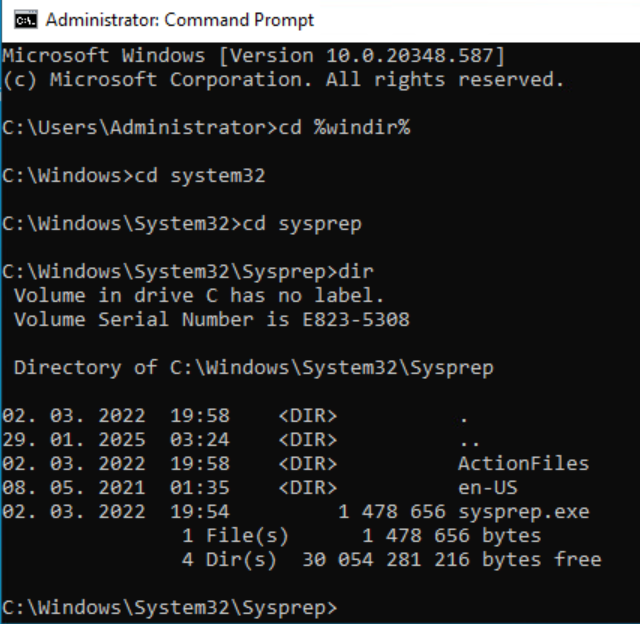 Administrator: Command Prompt
Microsoft Windows [Version 10.0.20348.587]
(c) Microsoft Corporation. All rights reserved.
C:\Users\Administrator>cd %windir%
C:\Windows>cd system32
C:\Windows\System32>cd sysprep
C:\Windows\System32\Sysprep>dir
Volume in drive C has no label.
Volume Serial Number is E823-5308
Directory of C:\Windows\System32\Sysprep
02. 03. 2022  19:58    <DIR>          .
29. 01. 2025  03:24    <DIR>          ..
02. 03. 2022  19:58    <DIR>          ActionFiles
08. 05. 2021  01:35    <DIR>          en-US
02. 03. 2022  19:54         1 478 656 sysprep.exe
1 File(s)      1 478 656 bytes
4 Dir(s)  30 054 281 216 bytes free
C:\Windows\System32\Sysprep>